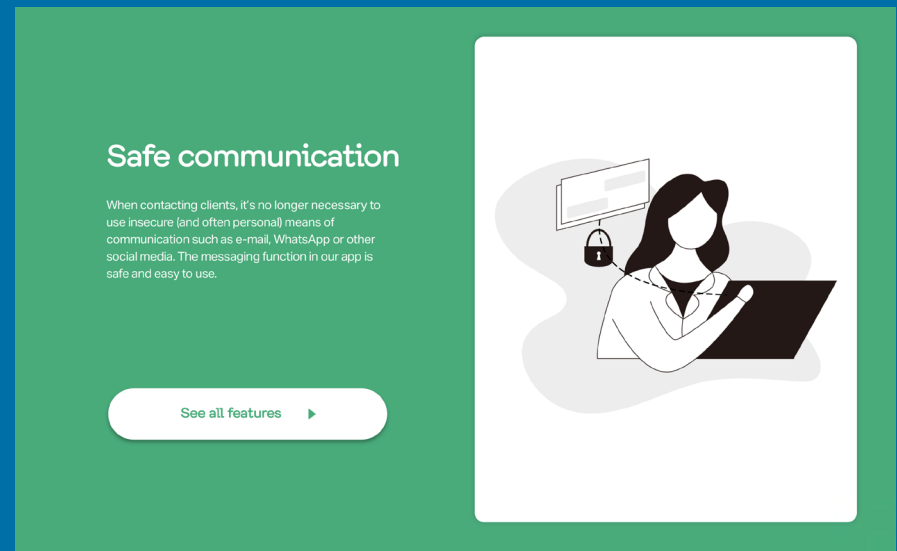 Safe communication
When contacting clients, it's no longer necessary to
use insecure (and often personal) means of
communication such as e-mail, WhatsApp or other
social media. The messaging function in our app is
safe and easy to use.
See all features